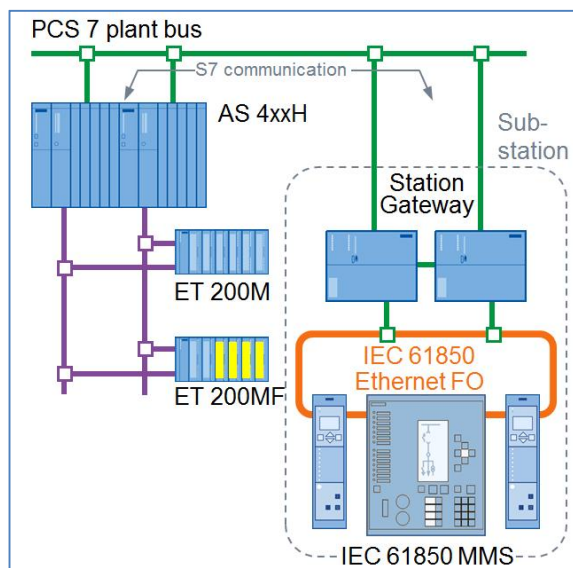 PCS 7 plant bus
S7 communication
AS 4xxH
Sub-
station
Station
Gateway
ET 200M
IEC 61850
Ethernet FO
ET 200MF
IEC 61850 MMS